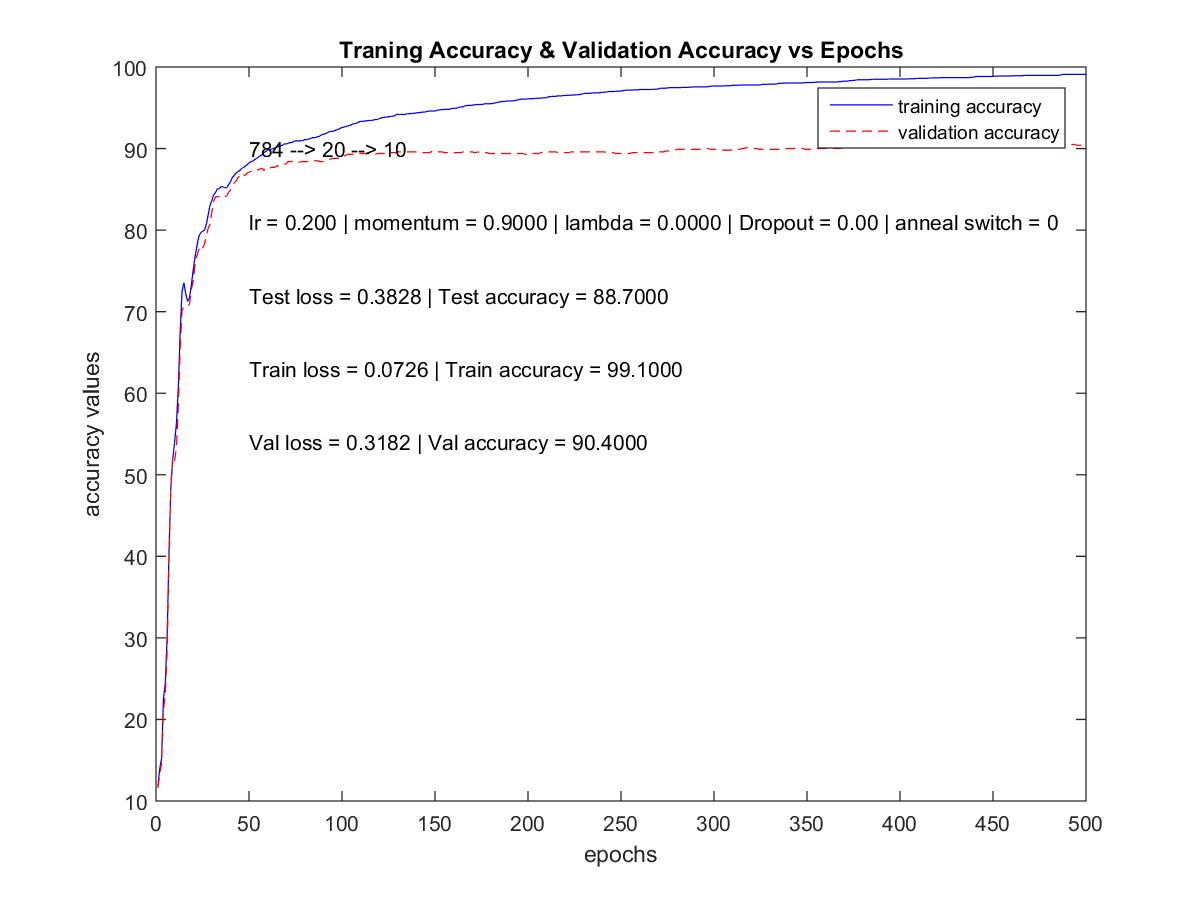 Traning Accuracy & Validation Accuracy vs Epochs
100
90
80
70
60
50
40
30
20
10
accuracy values
training accuracy
validation accuracy
784 --> 20 --> 10
lr = 0.200 | momentum = 0.9000 | lambda = 0.0000 | Dropout = 0.00 | anneal switch = 0
Test loss = 0.3828 | Test accuracy = 88.7000
Train loss = 0.0726 | Train accuracy = 99.1000
Val loss = 0.3182 | Val accuracy = 90.4000
0 50 100 150 200 250 300 350 400 450 500
epochs